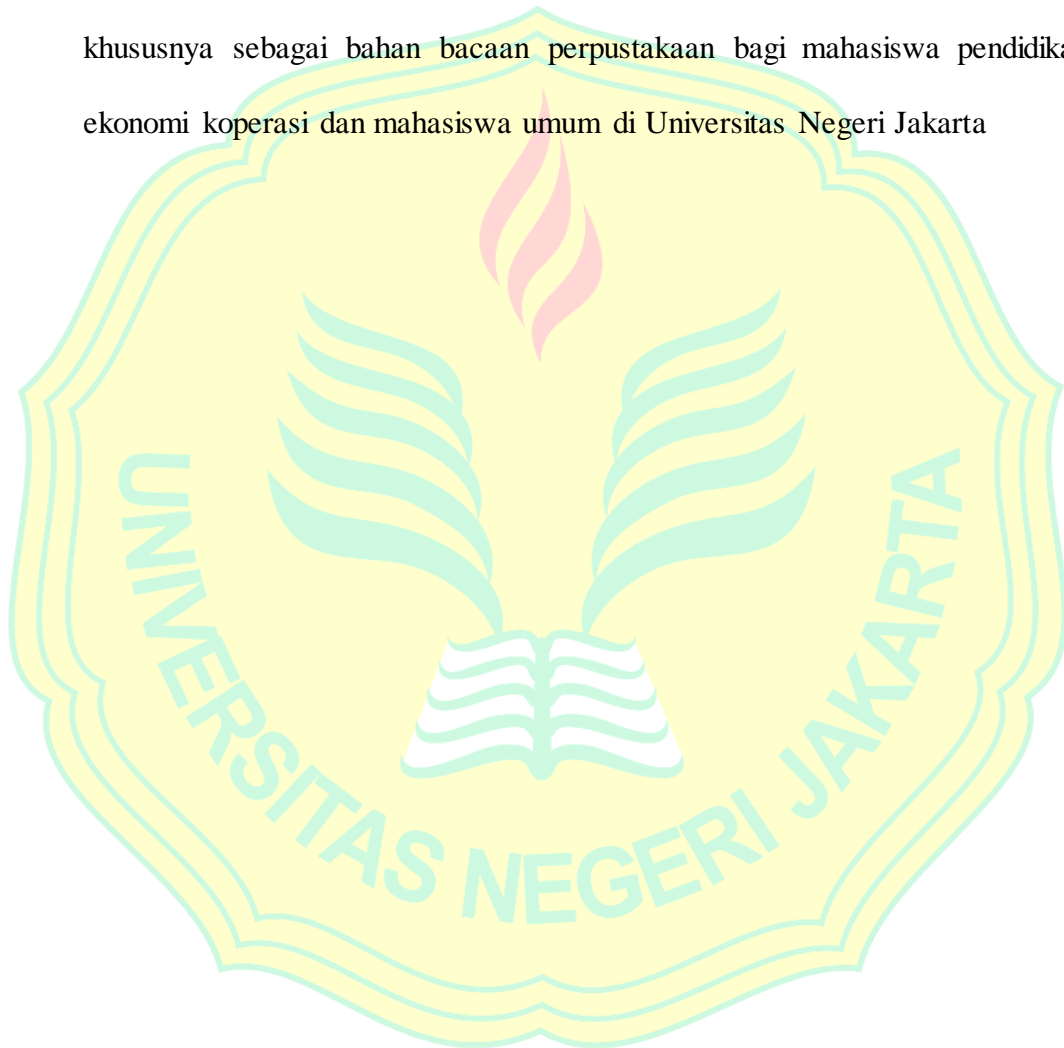 khususnya sebagai bahan bacaan perpustakaan bagi mahasiswa pendidika
ekonomi koperasi dan mahasiswa umum di Universitas Negeri Jakarta
UNIVERSITAS NEGERI JAKARTA